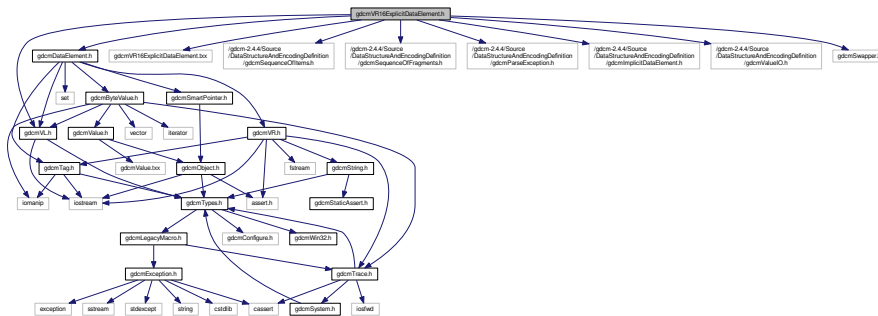 gdcmVR16ExplicitDataElement.h
gdcmDataElement.h
gdcmVR16ExplicitDataElement.txx
/gdcm-2.4.4/Source
/DataStructureAndEncodingDefinition
/gdcmSequenceOfItems.h
/gdcm-2.4.4/Source
/DataStructureAndEncodingDefinition
/gdcmSequenceOfFragments.h
/gdcm-2.4.4/Source
/DataStructureAndEncodingDefinition
/gdcmParseException.h
/gdcm-2.4.4/Source
/DataStructureAndEncodingDefinition
/gdcmImplicitDataElement.h
/gdcm-2.4.4/Source
/DataStructureAndEncodingDefinition
/gdcmValueIO.h
gdcmSwapper.
set
gdcmByteValue.h
gdcmSmartPointer.h
gdcmVL.h
gdcmValue.h
vector
iterator
gdcmVR.h
gdcmTag.h
gdcmValue.txx
gdcmObject.h
fstream
gdcmString.h
iomanip
iostream
gdcmTypes.h
assert.h
gdcmStaticAssert.h
gdcmLegacyMacro.h
gdcmConfigure.h
gdcmWin32.h
gdcmException.h
gdcmTrace.h
exception
sstream
stdexcept
string
cstdlib
cassert
gdcmSystem.h
iosfwd